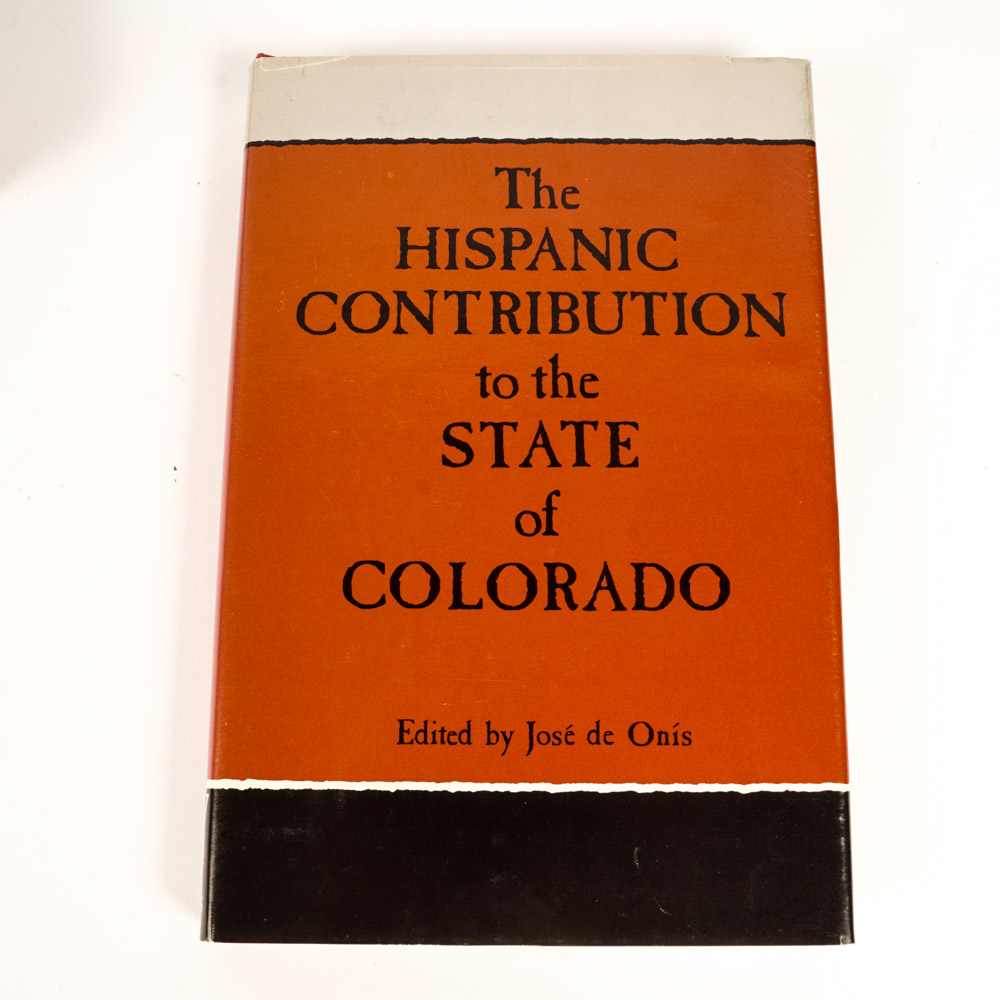 The
HISPANIC
CONTRIBUTION
to the
STATE
of
COLORADO
Edited by José de Onís